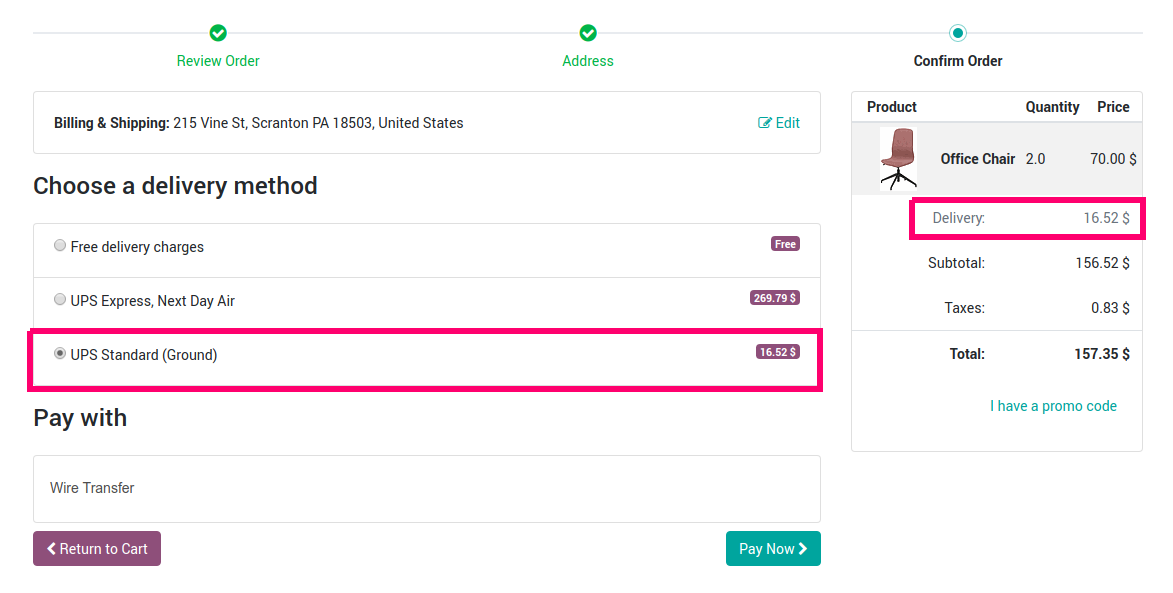 Review Order
Address
Confirm Order
Billing & Shipping: 215 Vine St, Scranton PA 18503, United States
Edit
Choose a delivery method
Free delivery charges
Free
UPS Express, Next Day Air
269.79 $
UPS Standard (Ground)
16.52 $
Pay with
Wire Transfer
Return to Cart
Pay Now
Product Quantity Price
Office Chair 2.0 70.00 $
Delivery: 16.52 $
Subtotal: 156.52 $
Taxes: 0.83 $
Total: 157.35 $
I have a promo code